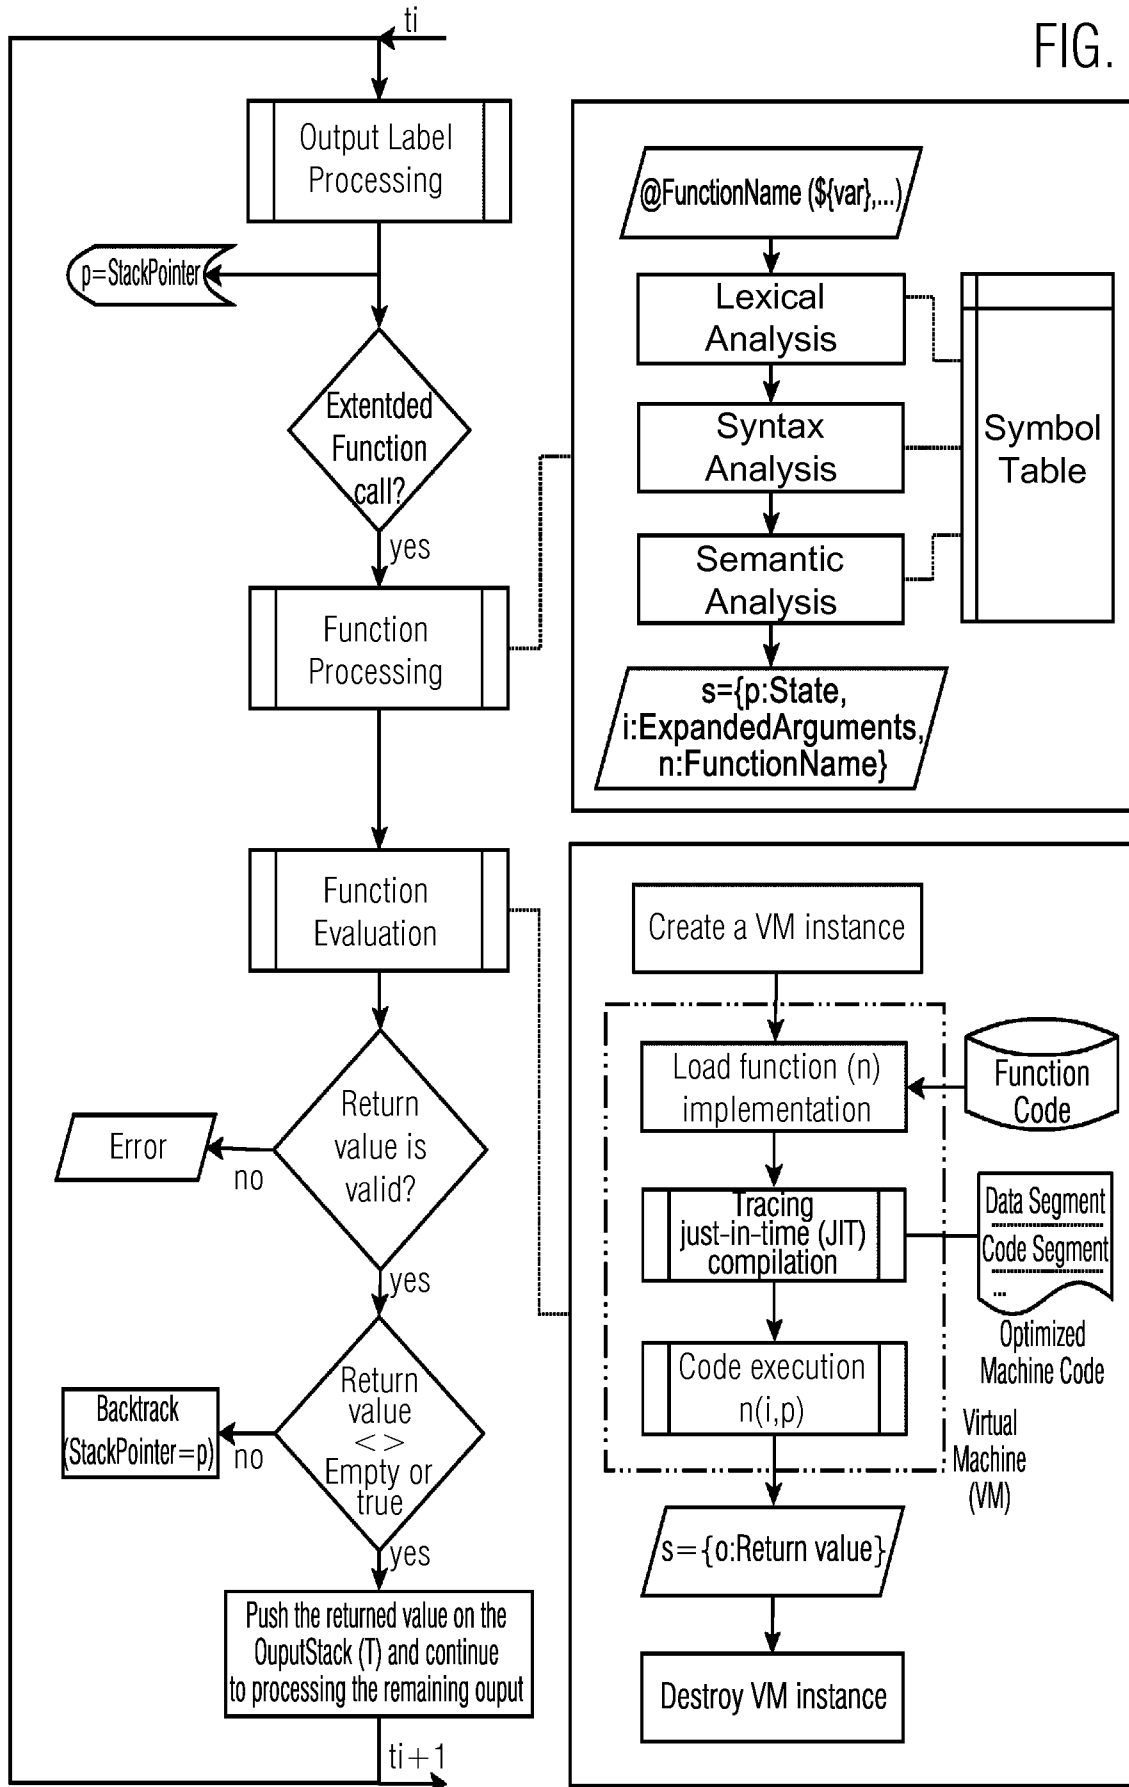 ti
FIG.
Output Label
Processing
p=StackPointer
Extentded
Function
call?
yes
Function
Processing
Function
Evaluation
Return
value is
valid?
no
Error
yes
Return
value
<>
Empty or
true
no
Backtrack
(StackPointer=p)
yes
Push the returned value on the
OuputStack (T) and continue
to processing the remaining ouput
ti+1
@FunctionName (${var},...)
Lexical
Analysis
Syntax
Analysis
Semantic
Analysis
Symbol
Table
s={p:State,
i:ExpandedArguments,
n:FunctionName}
Create a VM instance
Load function (n)
implementation
Function
Code
Tracing
just-in-time (JIT)
compilation
Data Segment
Code Segment
...
Optimized
Machine Code
Code execution
n(i,p)
Virtual
Machine
(VM)
s={o:Return value}
Destroy VM instance